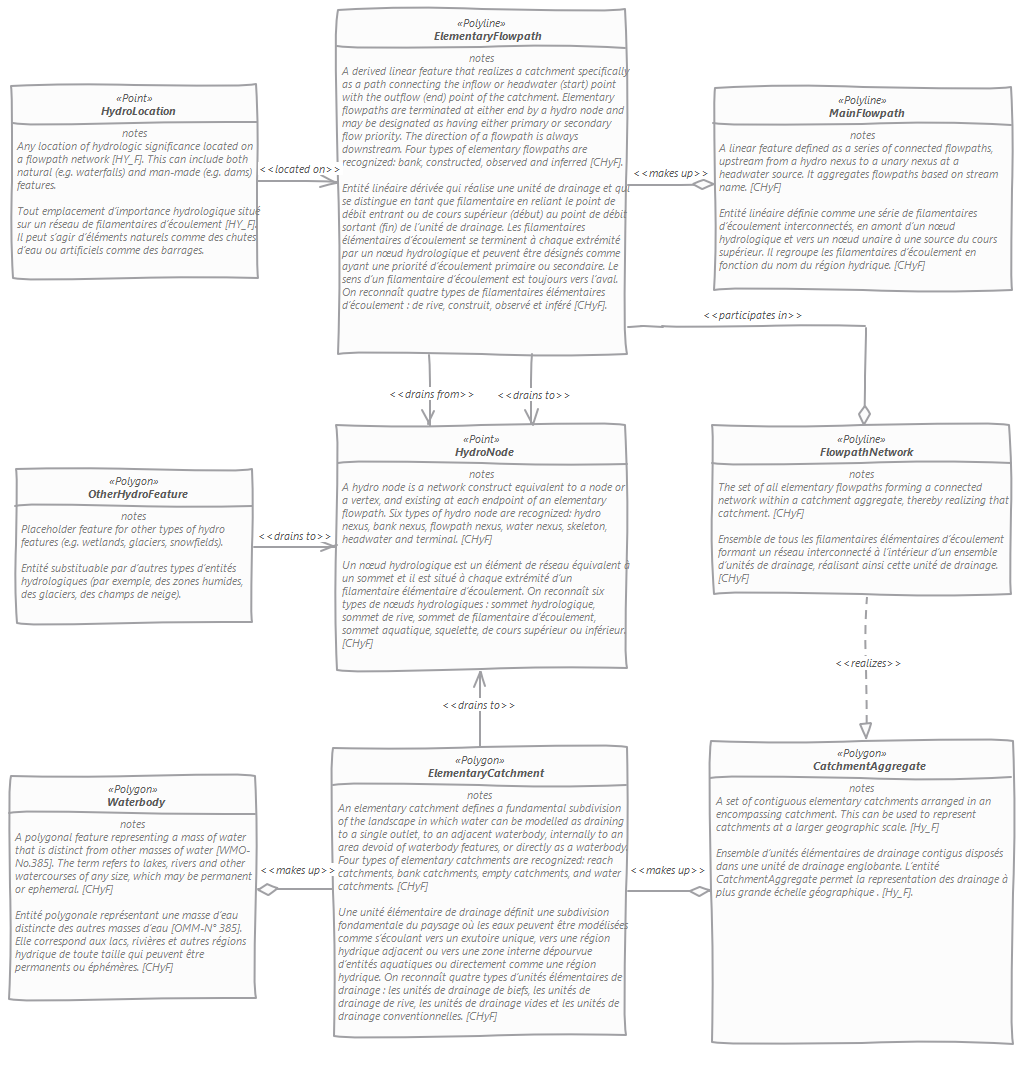 «Polyline»
ElementaryFlowpath
notes
A derived linear feature that realizes a catchment specifically
as a path connecting the inflow or headwater (start) point
with the outflow (end) point of the catchment. Elementary
flowpaths are terminated at either end by a hydro node and
may be designated as having either primary or secondary
flow priority. The direction of a flowpath is always
downstream. Four types of elementary flowpaths are
recognized: bank, constructed, observed and inferred [CHyF].
Entité linéaire dérivée qui réalise une unité de drainage et qui
se distingue en tant que filamentaire en reliant le point de
débit entrant ou de cours supérieur (début) au point de débit
sortant (fin) de l'unité de drainage. Les filamentaires
élémentaires d'écoulement se terminent à chaque extrémité
par un nœud hydrologique et peuvent être désignés comme
ayant une priorité d'écoulement primaire ou secondaire. Le
sens d'un filamentaire d'écoulement est toujours vers l'aval.
On reconnaît quatre types de filamentaires élémentaires
d'écoulement : de rive, construit, observé et inféré [CHyF].
«Point»
HydroLocation
notes
Any location of hydrologic significance located on
a flowpath network [HY_F]. This can include both
natural (e.g. waterfalls) and man-made (e.g. dams)
features.
Tout emplacement d'importance hydrologique situé
sur un réseau de filamentaires d'écoulement [HY_F].
Il peut s'agir d'éléments naturels comme des chutes
d'eau ou artificiels comme des barrages.
<<located on>>
<<makes up>>
«Polyline»
MainFlowpath
notes
A linear feature defined as a series of connected flowpaths,
upstream from a hydro nexus to a unary nexus at a
headwater source. It aggregates flowpaths based on stream
name. [CHyF]
Entité linéaire définie comme une série de filamentaires
d'écoulement interconnectés, en amont d'un nœud
hydrologique et vers un nœud unaire à une source du cours
supérieur. Il regroupe les filamentaires d'écoulement en
fonction du nom du région hydrique. [CHyF]
<<participates in>>
<<drains from>>
<<drains to>>
«Point»
HydroNode
notes
A hydro node is a network construct equivalent to a node or
a vertex, and existing at each endpoint of an elementary
flowpath. Six types of hydro node are recognized: hydro
nexus, bank nexus, flowpath nexus, water nexus, skeleton,
headwater and terminal. [CHyF]
Un nœud hydrologique est un élément de réseau équivalent à
un sommet et il est situé à chaque extrémité d'un
filamentaire élémentaire d'écoulement. On reconnaît six
types de nœuds hydrologiques : sommet hydrologique,
sommet de rive, sommet de filamentaire d'écoulement,
sommet aquatique, squelette, de cours supérieur ou inférieur.
[CHyF]
«Polyline»
FlowpathNetwork
notes
The set of all elementary flowpaths forming a connected
network within a catchment aggregate, thereby realizing that
catchment. [CHyF]
Ensemble de tous les filamentaires élémentaires d'écoulement
formant un réseau interconnecté à l'intérieur d'un ensemble
d'unités de drainage, réalisant ainsi cette unité de drainage.
[CHyF]
«Polygon»
OtherHydroFeature
notes
Placeholder feature for other types of hydro
features (e.g. wetlands, glaciers, snowfields).
Entité substituable par d'autres types d'entités
hydrologiques (par exemple, des zones humides,
des glaciers, des champs de neige).
<<drains to>>
<<realizes>>
<<drains to>>
«Polygon»
ElementaryCatchment
notes
An elementary catchment defines a fundamental subdivision
of the landscape in which water can be modelled as draining
to a single outlet, to an adjacent waterbody, internally to an
area devoid of waterbody features, or directly as a waterbody.
Four types of elementary catchments are recognized: reach
catchments, bank catchments, empty catchments, and water
catchments. [CHyF]
Une unité élémentaire de drainage définit une subdivision
fondamentale du paysage où les eaux peuvent être modélisées
comme s'écoulant vers un exutoire unique, vers une région
hydrique adjacent ou vers une zone interne dépourvue
d'entités aquatiques ou directement comme une région
hydrique. On reconnaît quatre types d'unités élémentaires de
drainage : les unités de drainage de biefs, les unités de
drainage de rive, les unités de drainage vides et les unités de
drainage conventionnelles. [CHyF]
«Polygon»
Waterbody
notes
A polygonal feature representing a mass of water
that is distinct from other masses of water [WMO-
No.385]. The term refers to lakes, rivers and other
watercourses of any size, which may be permanent
or ephemeral. [CHyF]
Entité polygonale représentant une masse d'eau
distincte des autres masses d'eau [OMM-N° 385].
Elle correspond aux lacs, rivières et autres régions
hydrique de toute taille qui peuvent être
permanents ou éphémères. [CHyF]
<<makes up>>
<<makes up>>
«Polygon»
CatchmentAggregate
notes
A set of contiguous elementary catchments arranged in an
encompassing catchment. This can be used to represent
catchments at a larger geographic scale. [Hy_F]
Ensemble d'unités élémentaires de drainage contigus disposés
dans une unité de drainage englobante. L'entité
CatchmentAggregate permet la representation des drainage à
plus grande échelle géographique . [Hy_F].